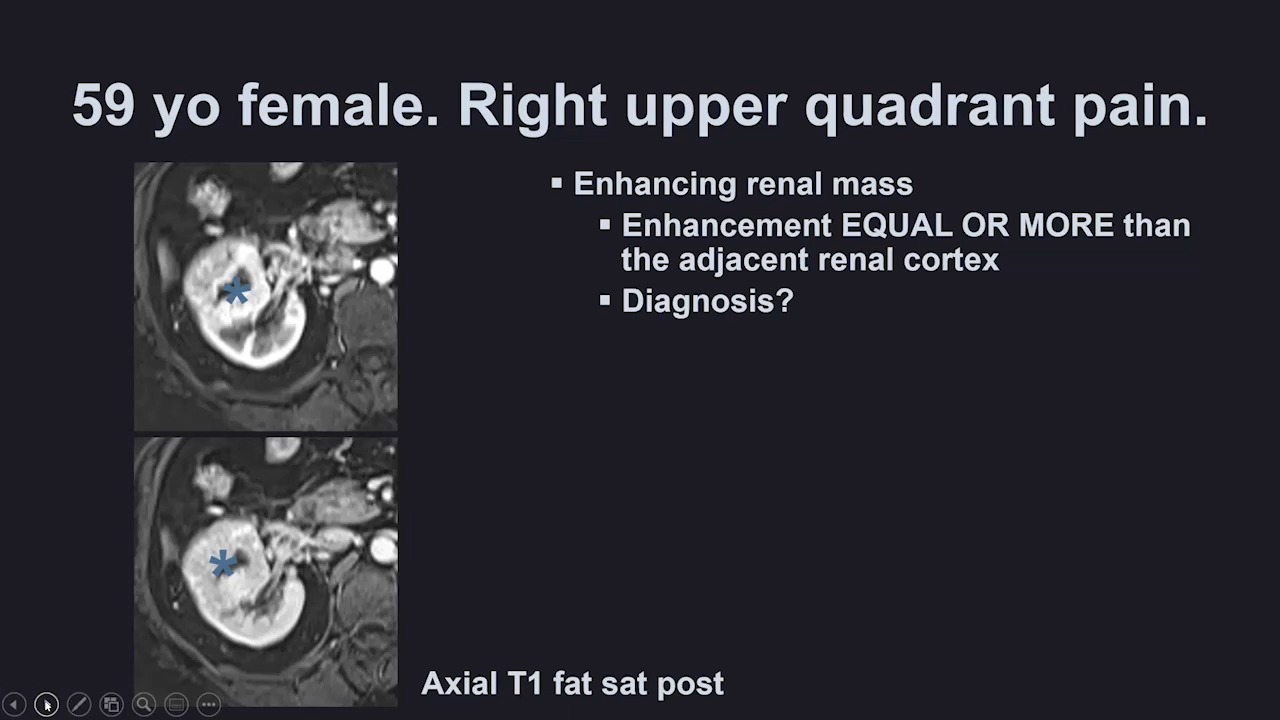 59 yo female. Right upper quadrant pain.
▪ Enhancing renal mass
▪ Enhancement EQUAL OR MORE than
the adjacent renal cortex
▪ Diagnosis?
*
*
Axial T1 fat sat post